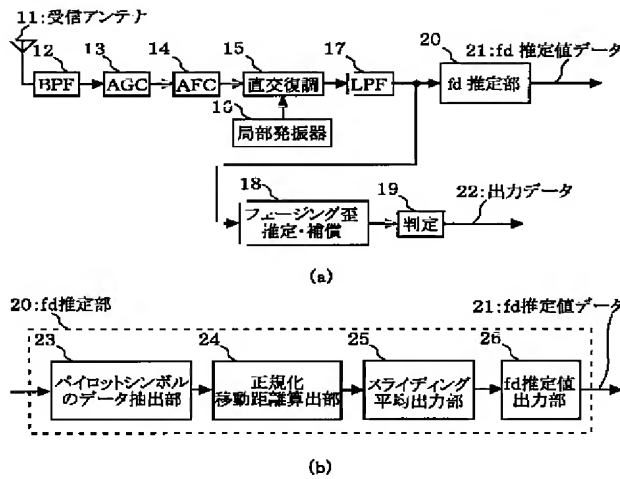 11:受信アンテナ
12
13
14
15
17
20
21:fd 推定値データ
BPF
AGC
AFC
直交復調
LPF
fd 推定部
16
局部発振器
18
19
22:出力データ
フェージング歪
推定・補償
判定
(a)
20:fd推定部
21:fd推定値データ
23
24
25
26
パイロットシンボル
のデータ抽出部
正規化
移動距離算出部
スライディング
平均出力部
fd推定値
出力部
(b)